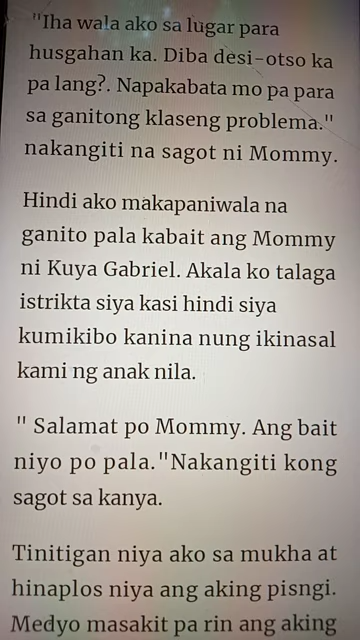 "Iha wala ako sa lugar para
husgahan ka. Diba desi-otso ka
pa lang?. Napakabata mo pa para
sa ganitong klaseng problema."
nakangiti na sagot ni Mommy.
Hindi ako makapaniwala na
ganito pala kabait ang Mommy
ni Kuya Gabriel. Akala ko talaga
istrikta siya kasi hindi siya
kumikibo kanina nung ikinasal
kami ng anak nila.
" Salamat po Mommy. Ang bait
niyo po pala."Nakangiti kong
sagot sa kanya.
Tinitigan niya ako sa mukha at
hinaplos niya ang aking pisngi.
Medyo masakit pa rin ang aking